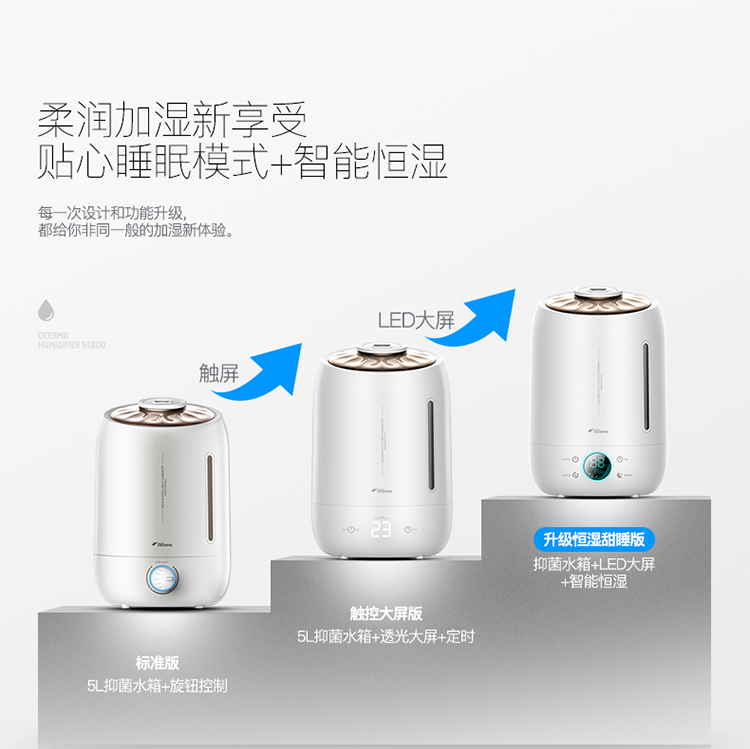 柔润加湿新享受
贴心睡眠模式+智能恒湿
每一次设计和功能升级,
都给你非同一般的加湿新体验。
DEERMA
HUMIDIFIER ST800
触屏
LED大屏
DEERMA
DEERMA
23
DEERMA
88
升级恒湿甜睡版
抑菌水箱+LED大屏
+智能恒湿
触控大屏版
5L抑菌水箱+透光大屏+定时
标准版
5L抑菌水箱+旋钮控制